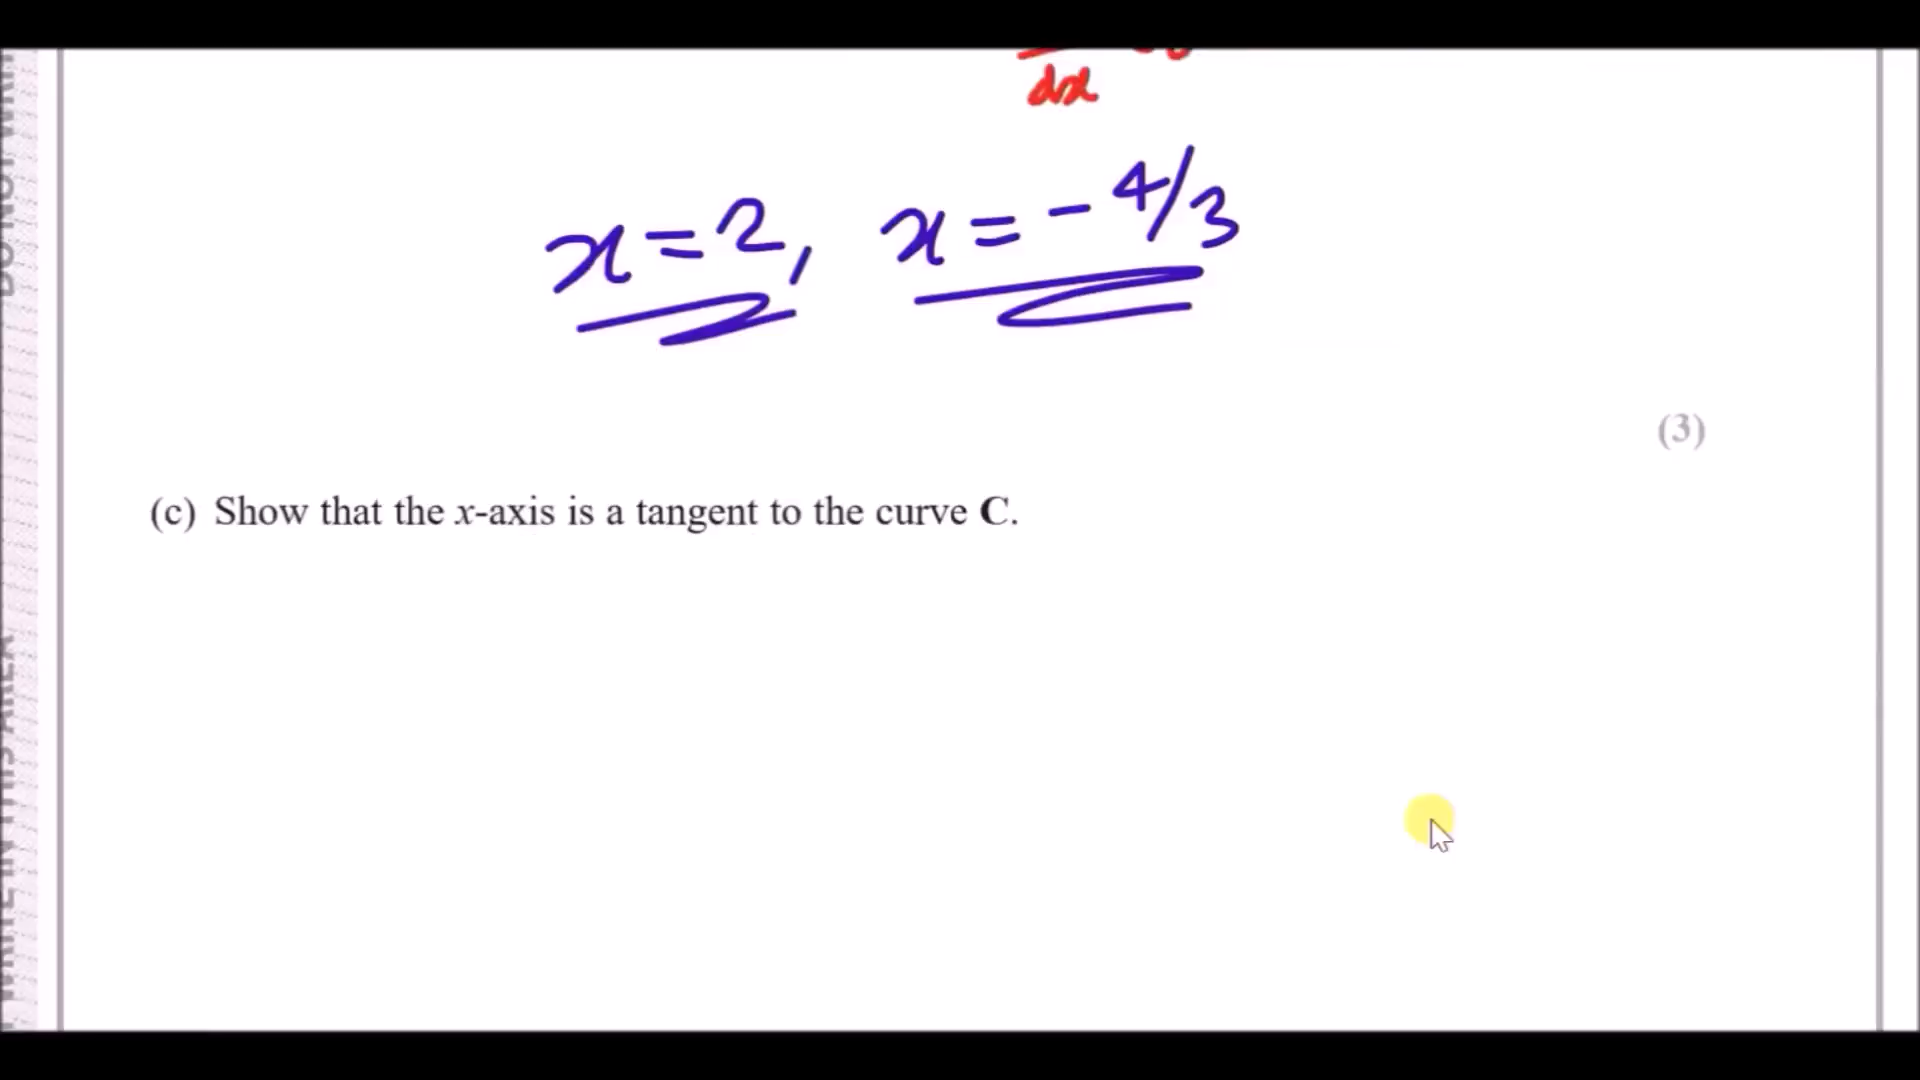 dx
x = 2, x = - 4/3
(3)
(c) Show that the x-axis is a tangent to the curve C.